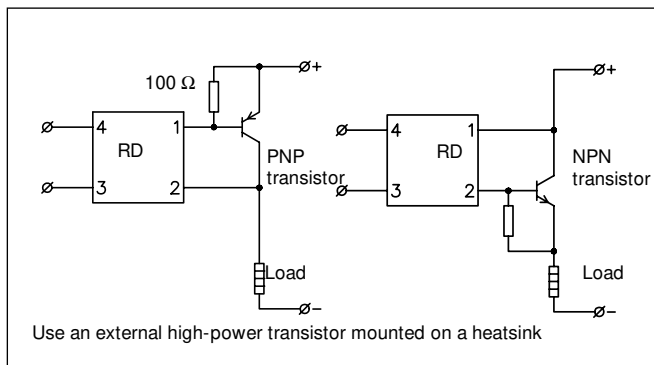 +
100 Ω
4 1
RD
3 2
PNP
transistor
Load
−
+
4 1
RD
3 2
NPN
transistor
Load
−
Use an external high-power transistor mounted on a heatsink